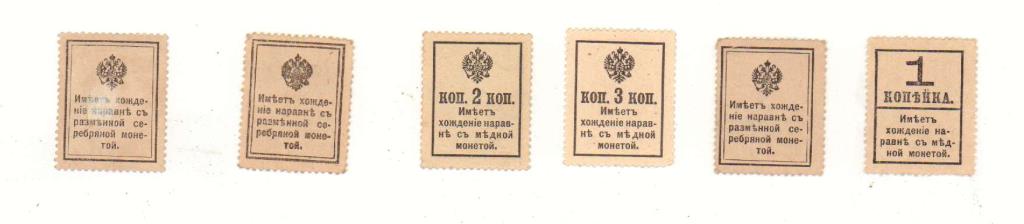 Имѣетъ хожде-
ніе наравнѣ съ
размѣнной се-
ребряной моне-
той.
Имѣетъ хожде-
ніе наравнѣ съ
размѣнной се-
ребряной моне-
той.
КОП. 2 КОП.
Имѣетъ
хожденіе нарав-
нѣ съ мѣдной
монетой.
КОП. 3 КОП.
Имѣетъ
хожденіе нарав-
нѣ съ мѣдной
монетой.
Имѣетъ хожде-
ніе наравнѣ съ
размѣнной се-
ребряной моне-
той.
1
КОПѢЙКА.
Имѣетъ
хожденіе на-
равнѣ съ мѣд-
ной монетой.